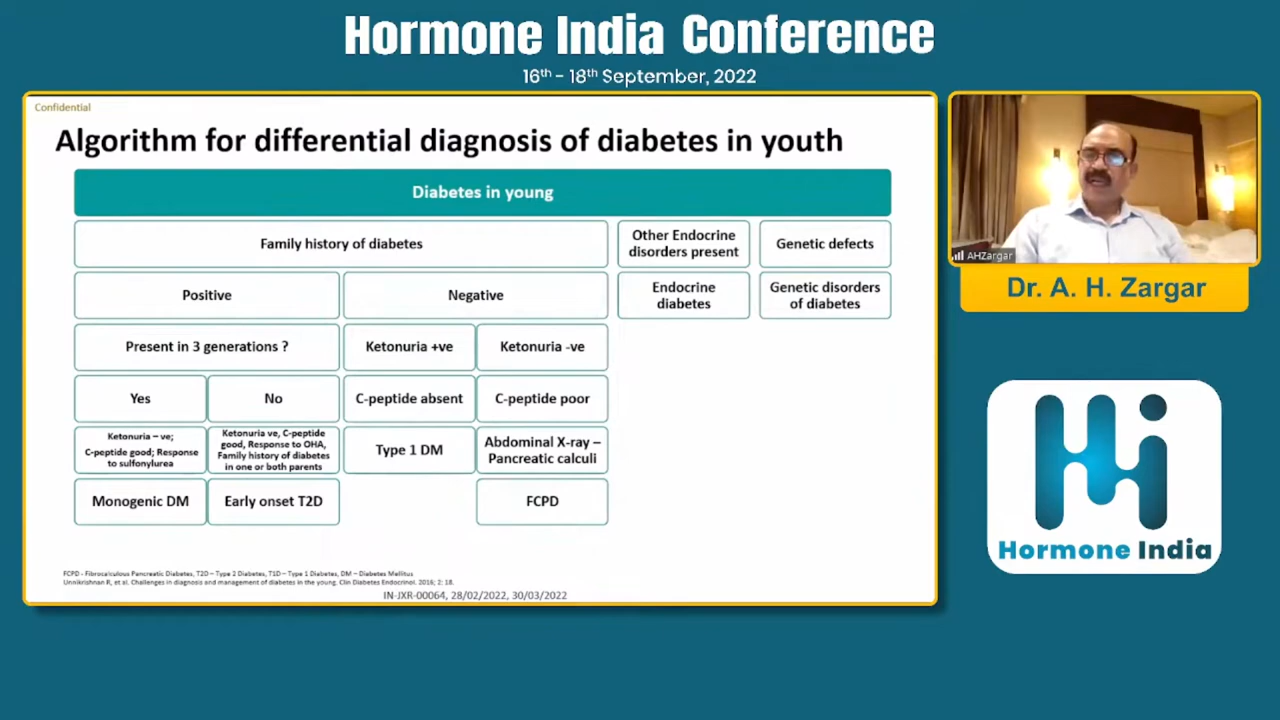 Hormone India Conference
16th - 18th September, 2022
Confidential
Algorithm for differential diagnosis of diabetes in youth
Diabetes in young
Family history of diabetes
Other Endocrine
disorders present
Genetic defects
Positive
Negative
Endocrine
diabetes
Genetic disorders
of diabetes
Present in 3 generations ?
Ketonuria +ve
Ketonuria -ve
Yes
No
C-peptide absent
C-peptide poor
Ketonuria – ve;
C-peptide good; Response
to sulfonylurea
Ketonuria ve, C-peptide
good, Response to OHA,
Family history of diabetes
in one or both parents
Type 1 DM
Abdominal X-ray –
Pancreatic calculi
Monogenic DM
Early onset T2D
FCPD
FCPD - Fibrocalculous Pancreatic Diabetes, T2D – Type 2 Diabetes, T1D – Type 1 Diabetes, DM – Diabetes Mellitus
Unnikrishnan R, et al. Challenges in diagnosis and management of diabetes in the young. Clin Diabetes Endocrinol. 2016; 2: 18.
IN-JXR-00064, 28/02/2022, 30/03/2022
AHZargar
Dr. A. H. Zargar
Hi
Hormone India